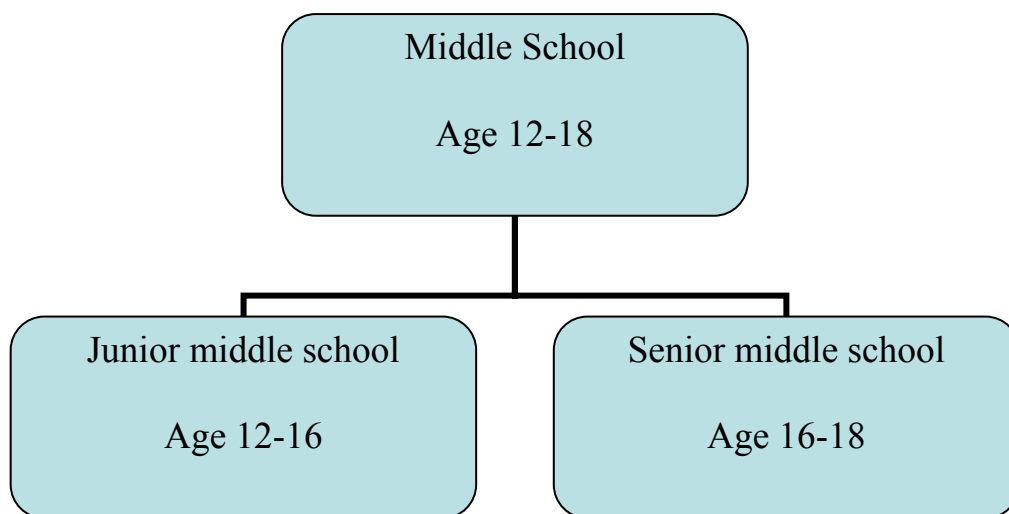 Middle School
Age 12-18
Junior middle school
Age 12-16
Senior middle school
Age 16-18